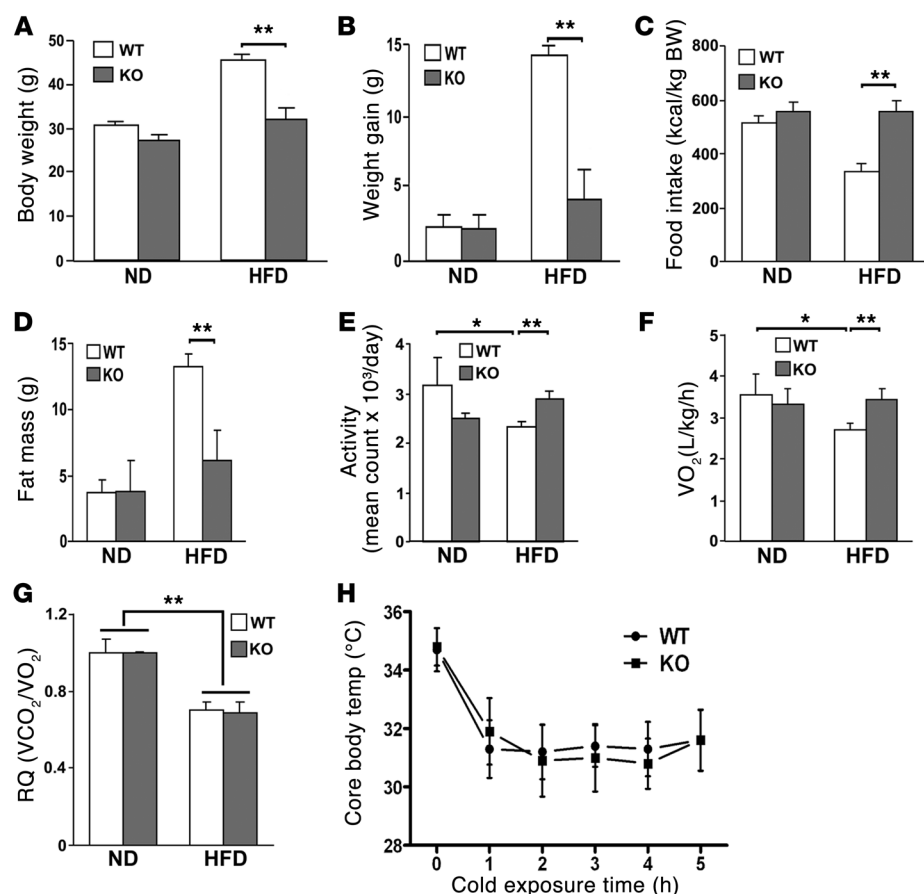 A
Body weight (g)
50
40
30
20
10
0
WT
KO
**
ND HFD
B
Weight gain (g)
15
10
5
0
WT
KO
**
ND HFD
C
Food intake (kcal/kg BW)
800
600
400
200
0
WT
KO
**
ND HFD
D
Fat mass (g)
15
10
5
0
WT
KO
**
ND HFD
E
Activity
(mean count x 10³/day)
4
3
2
1
0
* **
WT
KO
ND HFD
F
VO₂(L/kg/h)
5
4
3
2
1
0
* **
WT
KO
ND HFD
G
RQ (VCO₂/VO₂)
1.2
0.8
0.4
0
**
WT
KO
ND HFD
H
Core body temp (°C)
36
34
32
30
28
WT
KO
0 1 2 3 4 5
Cold exposure time (h)